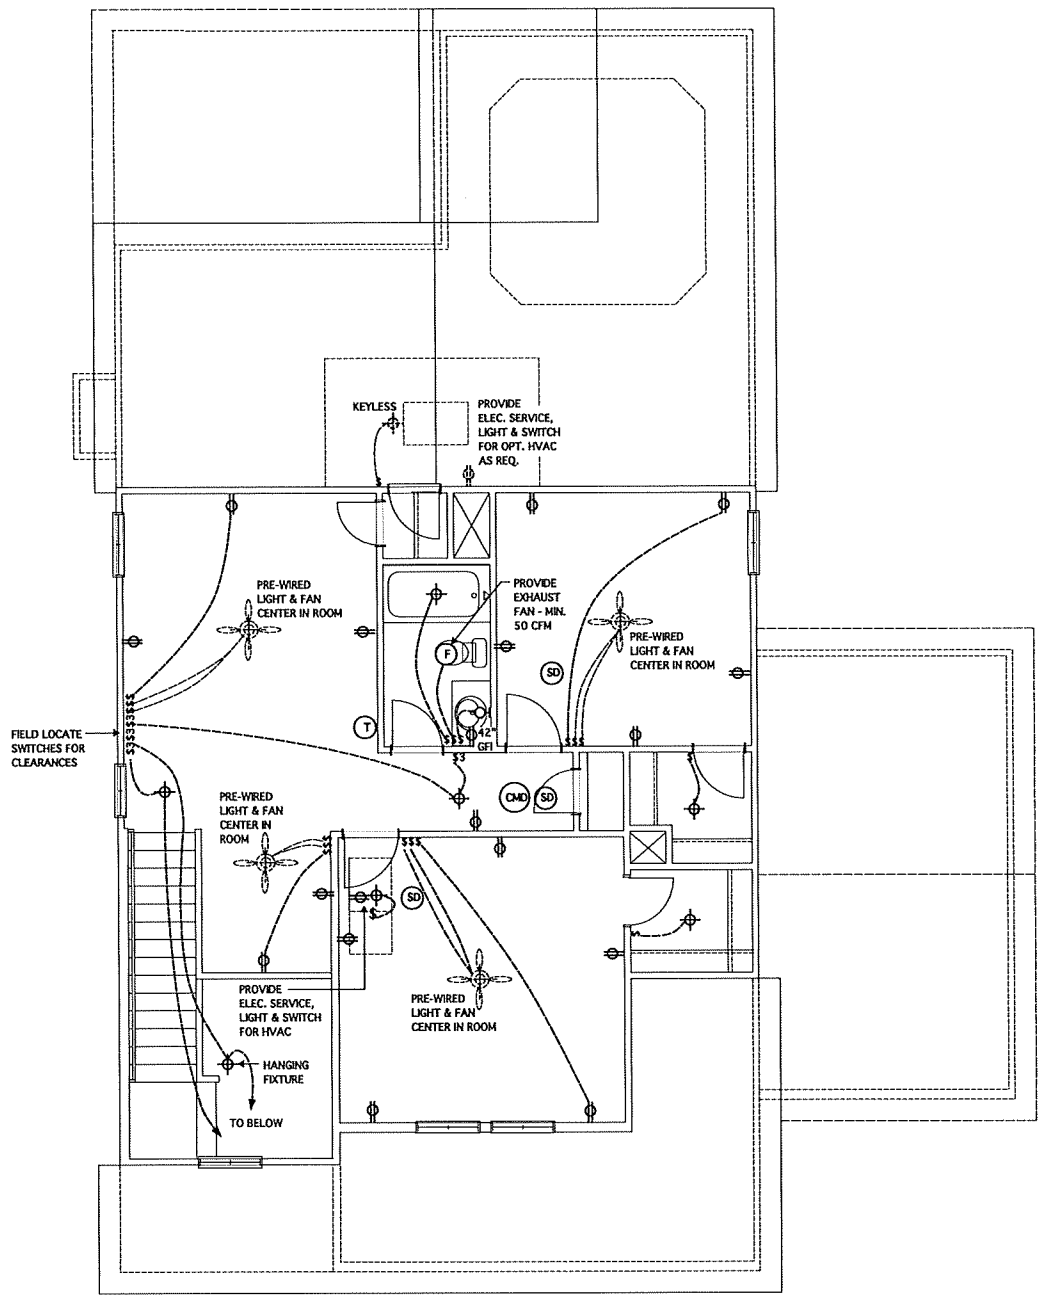 KEYLESS
PROVIDE
ELEC. SERVICE,
LIGHT & SWITCH
FOR OPT. HVAC
AS REQ.
$
PRE-WIRED
LIGHT & FAN
CENTER IN ROOM
PROVIDE
EXHAUST
FAN - MIN.
50 CFM
PRE-WIRED
LIGHT & FAN
CENTER IN ROOM
F
SD
T
42"
GFI
$$$
$3
$$$
$
FIELD LOCATE
SWITCHES FOR
CLEARANCES
$3$3$3$$$
CMD
SD
PRE-WIRED
LIGHT & FAN
CENTER IN
ROOM
$$
$$$
SD
$
$
PROVIDE
ELEC. SERVICE,
LIGHT & SWITCH
FOR HVAC
PRE-WIRED
LIGHT & FAN
CENTER IN ROOM
HANGING
FIXTURE
TO BELOW